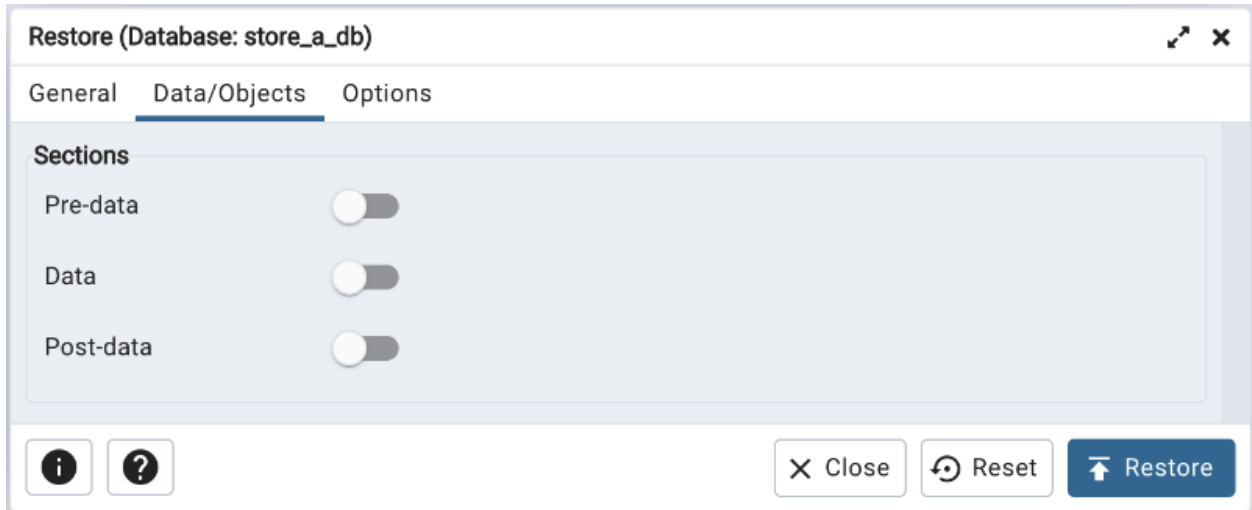 Restore (Database: store_a_db)
General Data/Objects Options
Sections
Pre-data
Data
Post-data
Close Reset Restore